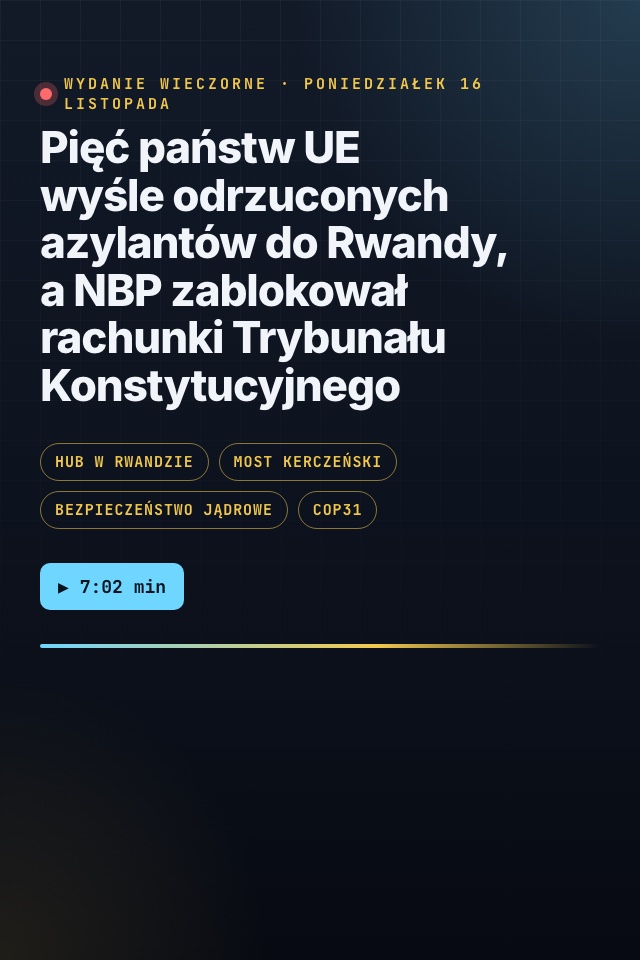 WYDANIE WIECZORNE · PONIEDZIAŁEK 16
LISTOPADA
Pięć państw UE
wyśle odrzuconych
azylantów do Rwandy,
a NBP zablokował
rachunki Trybunału
Konstytucyjnego
HUB W RWANDZIE
MOST KERCZEŃSKI
BEZPIECZEŃSTWO JĄDROWE
COP31
▶ 7:02 min